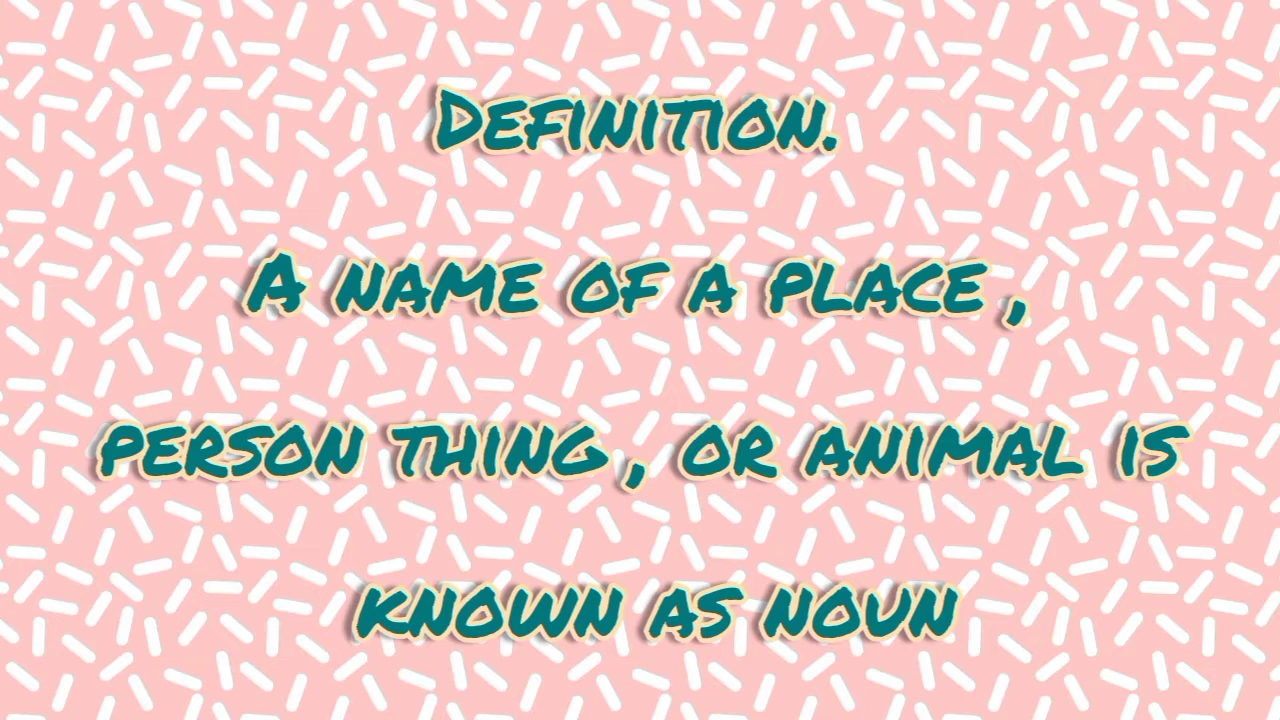 Definition.
A name of a place ,
person thing , or animal is
known as noun